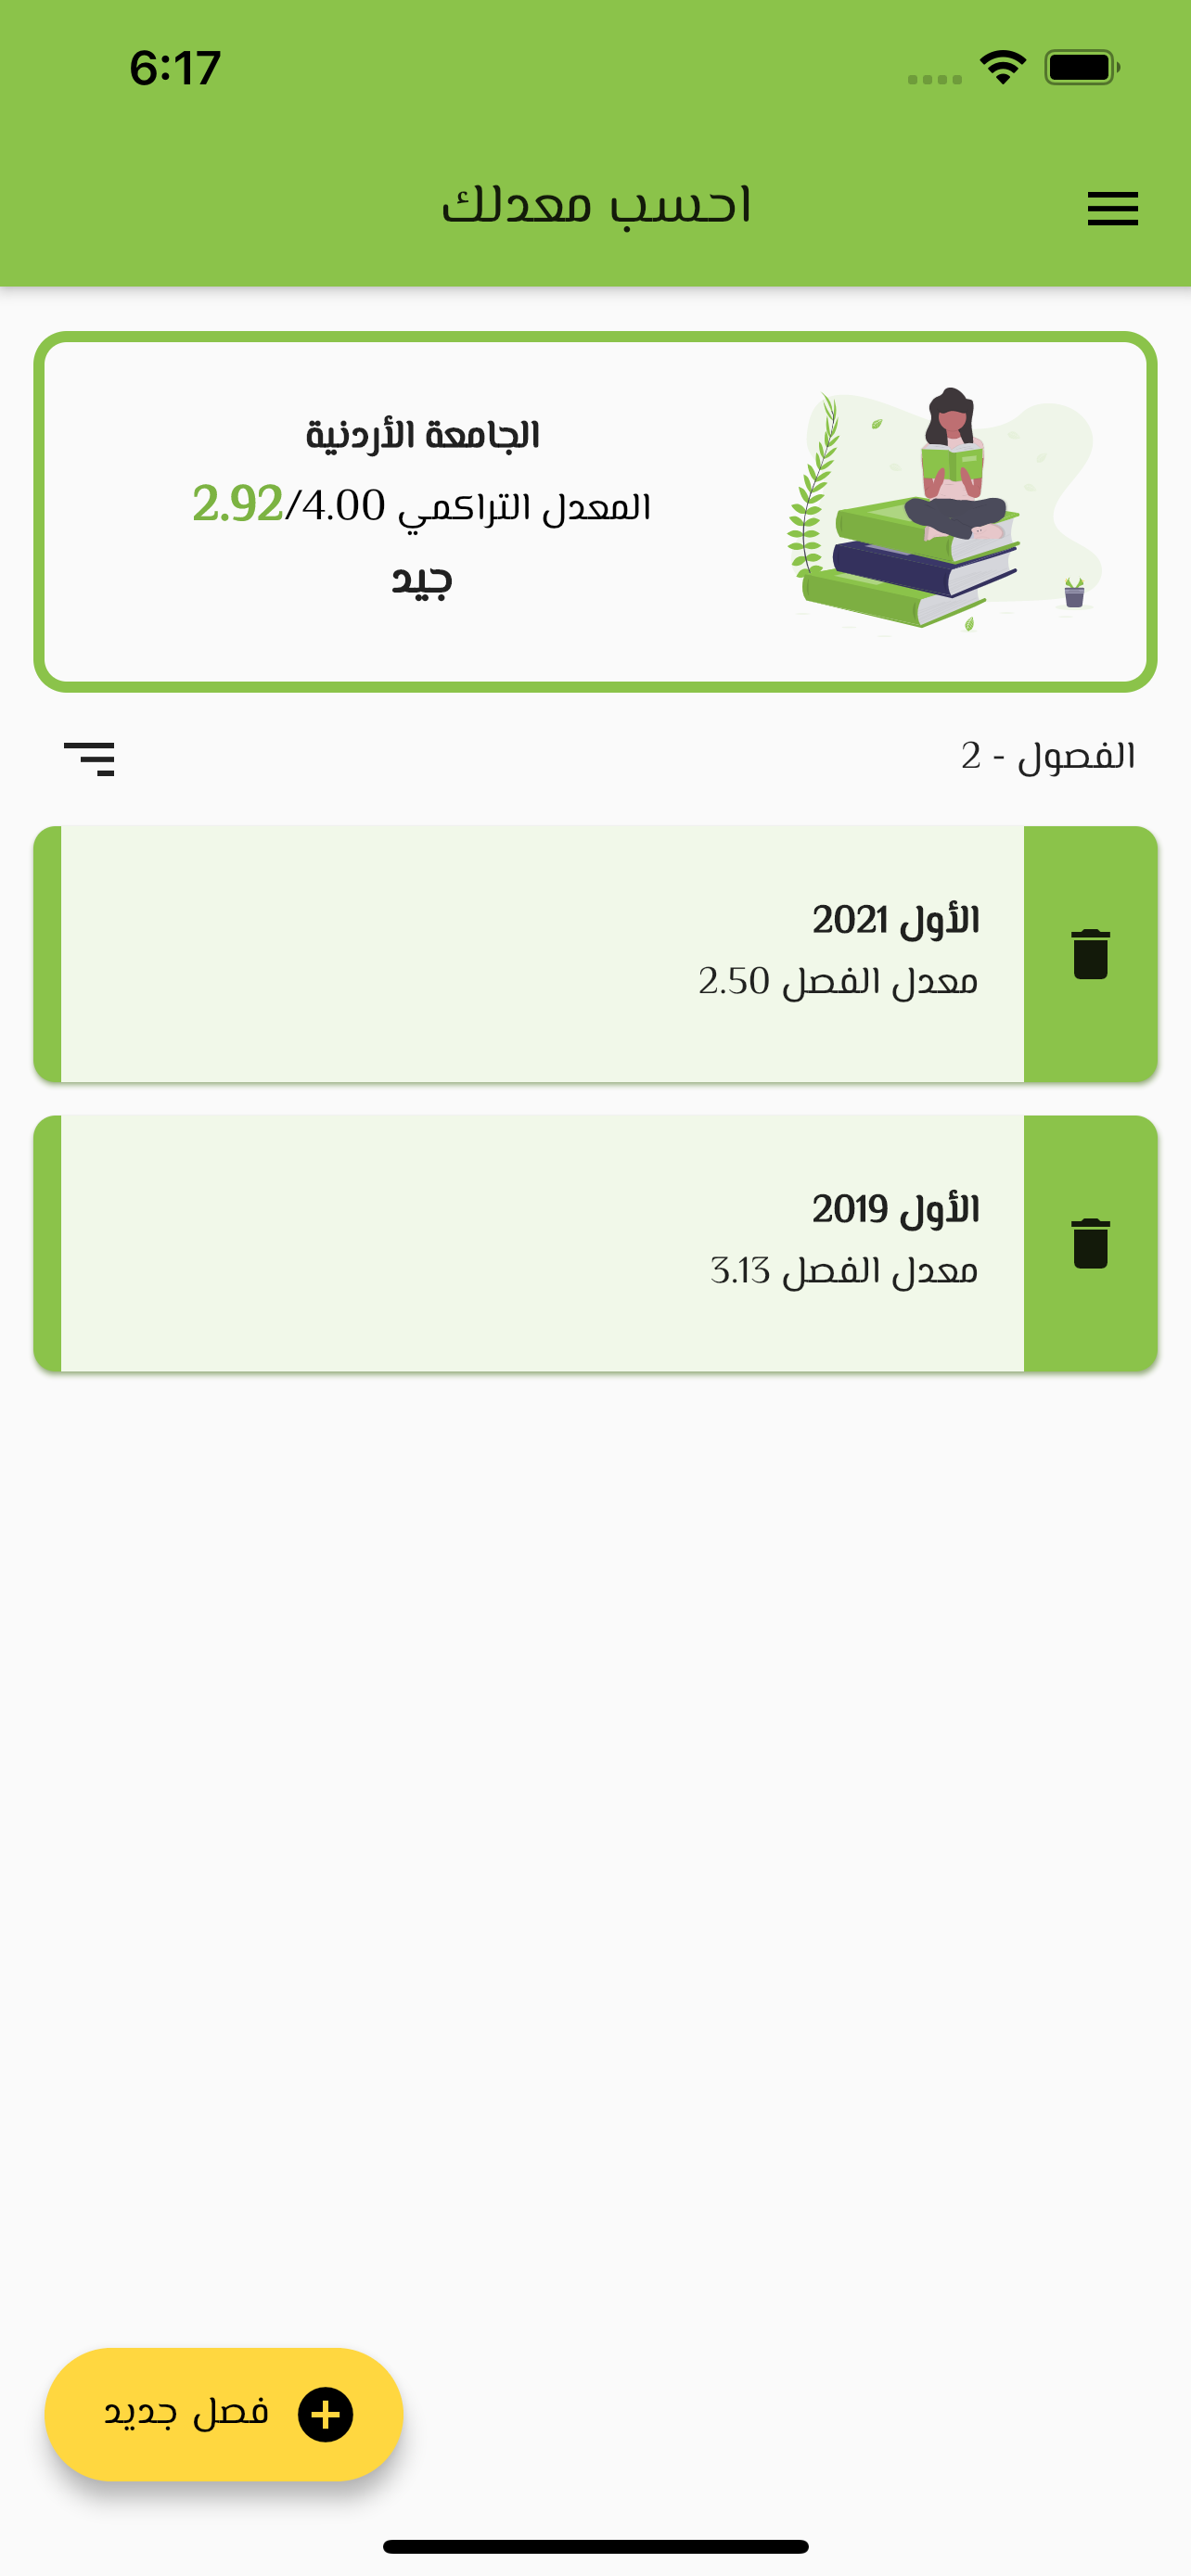 6:17
احسب معدلك
الجامعة الأردنية
المعدل التراكمي 2.92/4.00
جيد
الفصول - 2
الأول 2021
معدل الفصل 2.50
الأول 2019
معدل الفصل 3.13
فصل جديد